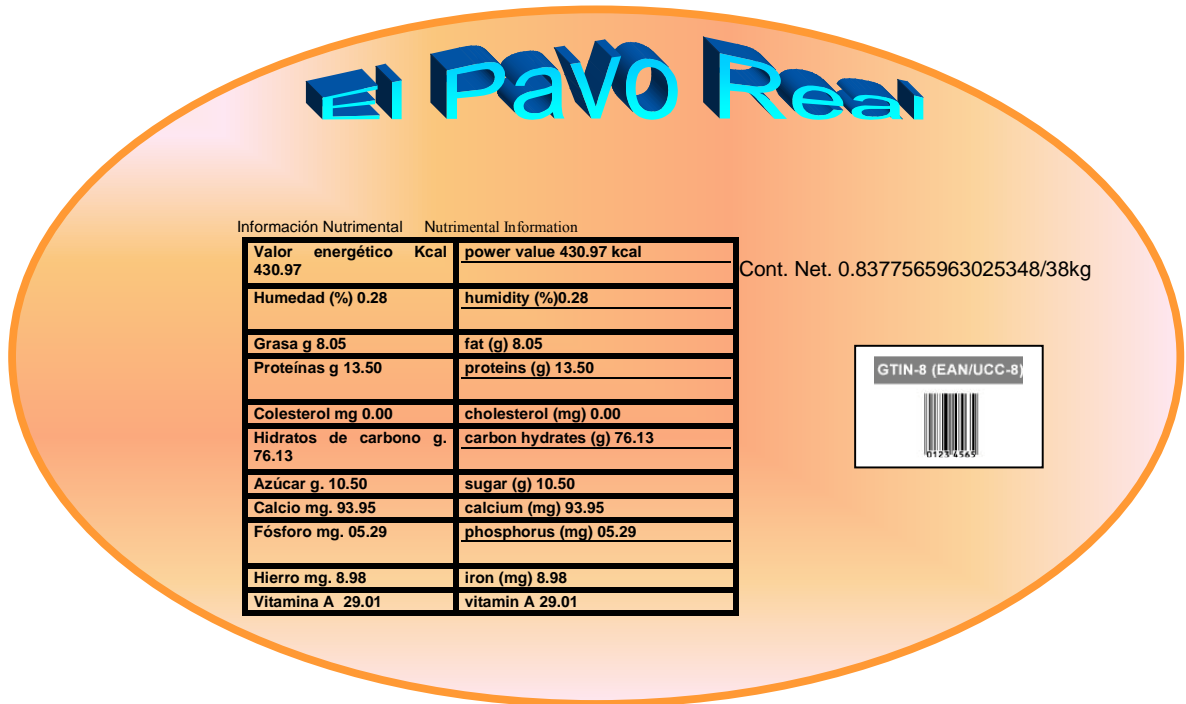 El PaVo Real
Información Nutrimental Nutrimental Information
Valor energético Kcal 430.97 power value 430.97 kcal
Humedad (%) 0.28 humidity (%)0.28
Grasa g 8.05 fat (g) 8.05
Proteínas g 13.50 proteins (g) 13.50
Colesterol mg 0.00 cholesterol (mg) 0.00
Hidratos de carbono g. 76.13 carbon hydrates (g) 76.13
Azúcar g. 10.50 sugar (g) 10.50
Calcio mg. 93.95 calcium (mg) 93.95
Fósforo mg. 05.29 phosphorus (mg) 05.29
Hierro mg. 8.98 iron (mg) 8.98
Vitamina A 29.01 vitamin A 29.01
Cont. Net. 0.8377565963025348/38kg
GTIN-8 (EAN/UCC-8)
0123 4565